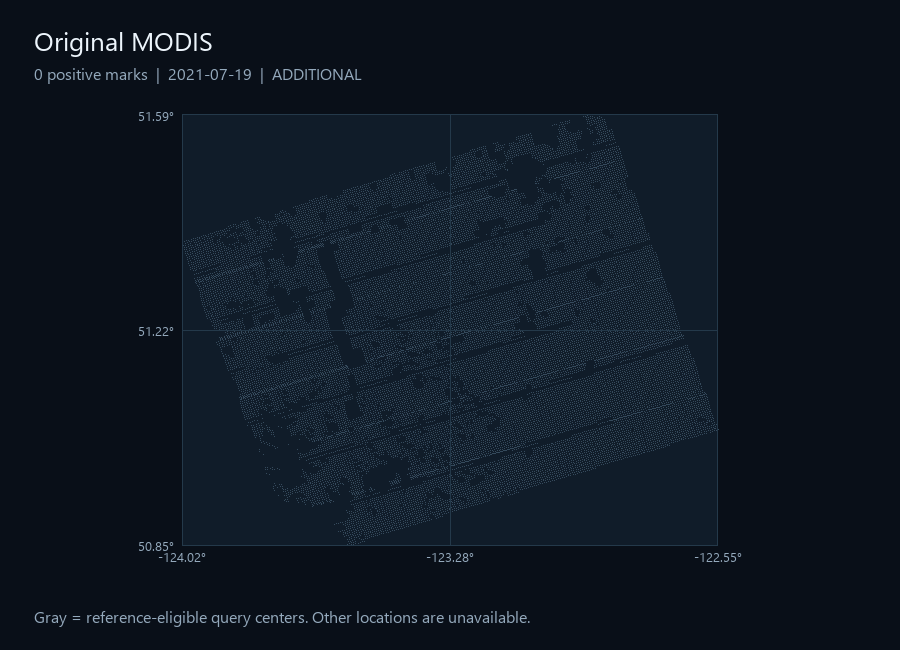 Original MODIS
0 positive marks | 2021-07-19 | ADDITIONAL
51.59°
51.22°
50.85°
-124.02°
-123.28°
-122.55°
Gray = reference-eligible query centers. Other locations are unavailable.